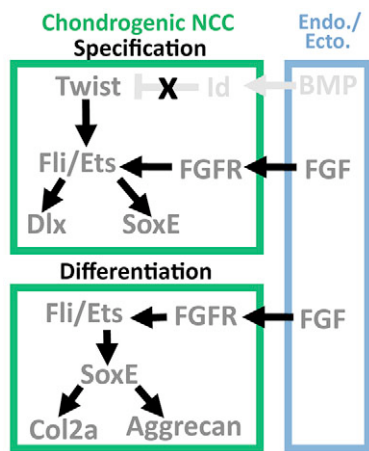 Chondrogenic NCC
Endo./
Ecto.
Specification
Twist X Id BMP
Fli/Ets FGFR FGF
Dlx SoxE
Differentiation
Fli/Ets FGFR FGF
SoxE
Col2a Aggrecan